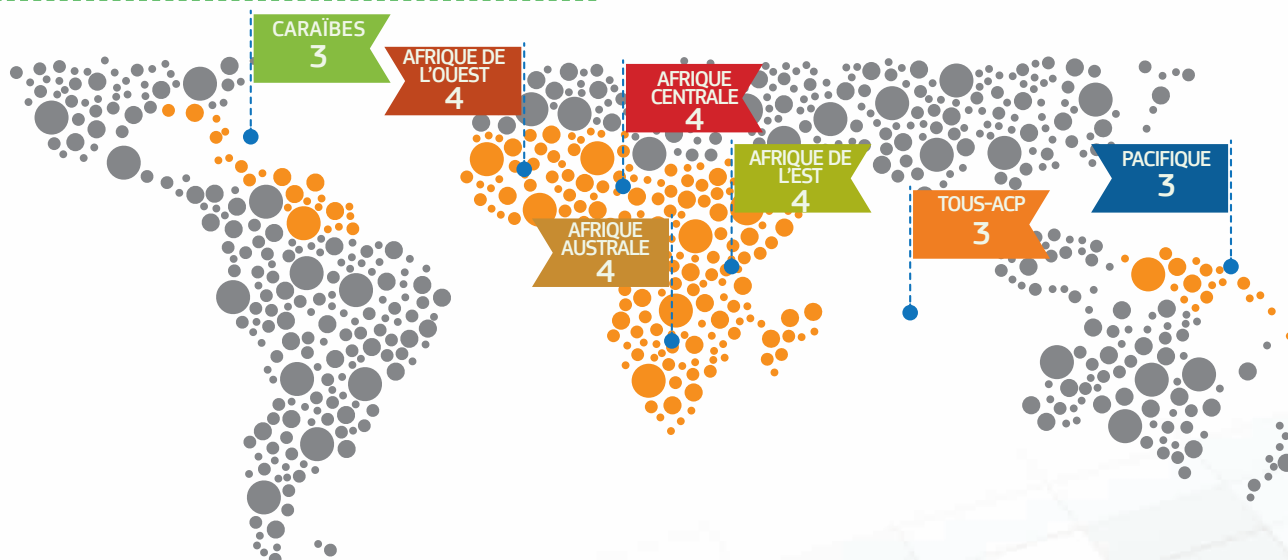 CARAÏBES
3
AFRIQUE DE
L'OUEST
4
AFRIQUE
CENTRALE
4
AFRIQUE DE
L'EST
4
PACIFIQUE
3
TOUS-ACP
3
AFRIQUE
AUSTRALE
4